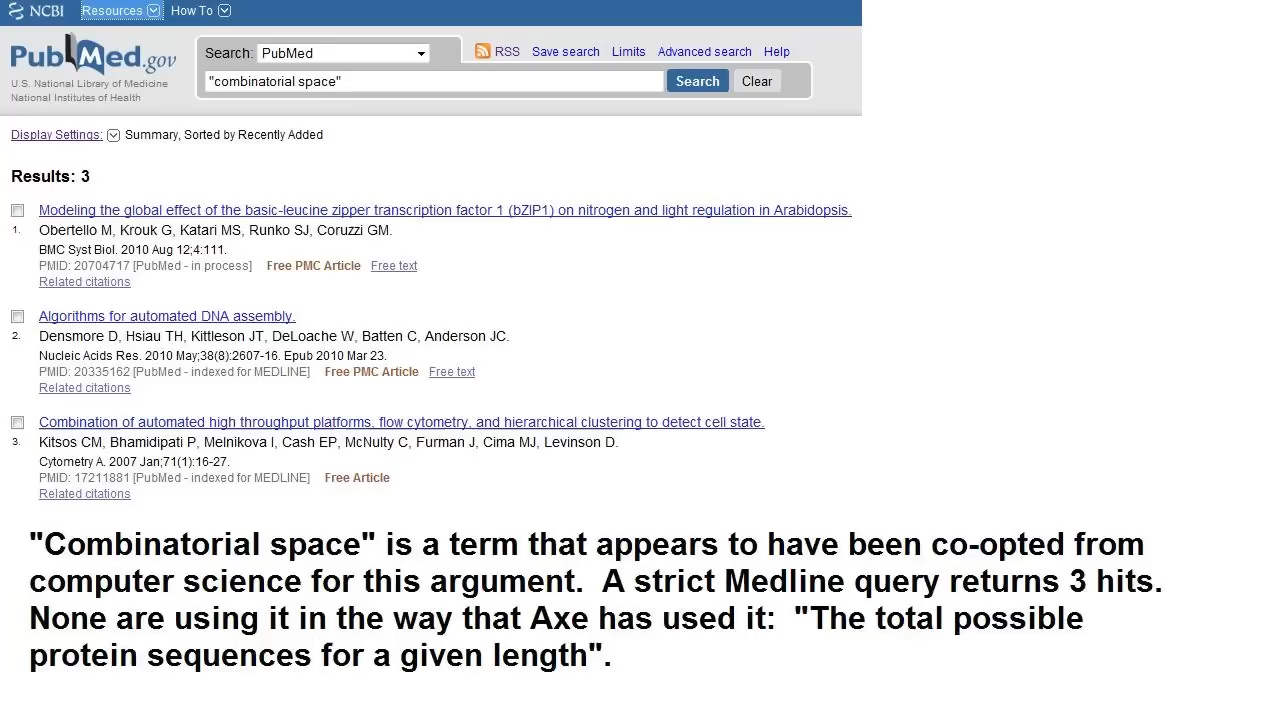 NCBI Resources How To
PubMed.gov
U.S. National Library of Medicine
National Institutes of Health
Search: PubMed
RSS Save search Limits Advanced search Help
"combinatorial space" Search Clear
Display Settings: Summary, Sorted by Recently Added
Results: 3
Modeling the global effect of the basic-leucine zipper transcription factor 1 (bZIP1) on nitrogen and light regulation in Arabidopsis.
1. Obertello M, Krouk G, Katari MS, Runko SJ, Coruzzi GM.
BMC Syst Biol. 2010 Aug 12;4:111.
PMID: 20704717 [PubMed - in process] Free PMC Article Free text
Related citations
Algorithms for automated DNA assembly.
2. Densmore D, Hsiau TH, Kittleson JT, DeLoache W, Batten C, Anderson JC.
Nucleic Acids Res. 2010 May;38(8):2607-16. Epub 2010 Mar 23.
PMID: 20335162 [PubMed - indexed for MEDLINE] Free PMC Article Free text
Related citations
Combination of automated high throughput platforms, flow cytometry, and hierarchical clustering to detect cell state.
3. Kitsos CM, Bhamidipati P, Melnikova I, Cash EP, McNulty C, Furman J, Cima MJ, Levinson D.
Cytometry A. 2007 Jan;71(1):16-27.
PMID: 17211881 [PubMed - indexed for MEDLINE] Free Article
Related citations
"Combinatorial space" is a term that appears to have been co-opted from
computer science for this argument.  A strict Medline query returns 3 hits.
None are using it in the way that Axe has used it:  "The total possible
protein sequences for a given length".